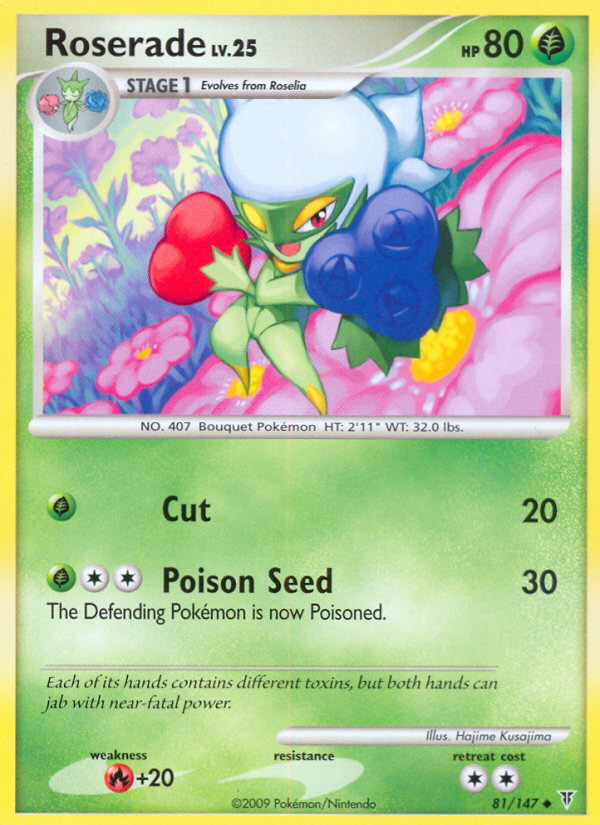 Roserade LV.25
HP 80
STAGE 1 Evolves from Roselia
NO. 407 Bouquet Pokémon HT: 2'11" WT: 32.0 lbs.
Cut 20
Poison Seed 30
The Defending Pokémon is now Poisoned.
Each of its hands contains different toxins, but both hands can
jab with near-fatal power.
Illus. Hajime Kusajima
weakness resistance retreat cost
+20
©2009 Pokémon/Nintendo 81/147